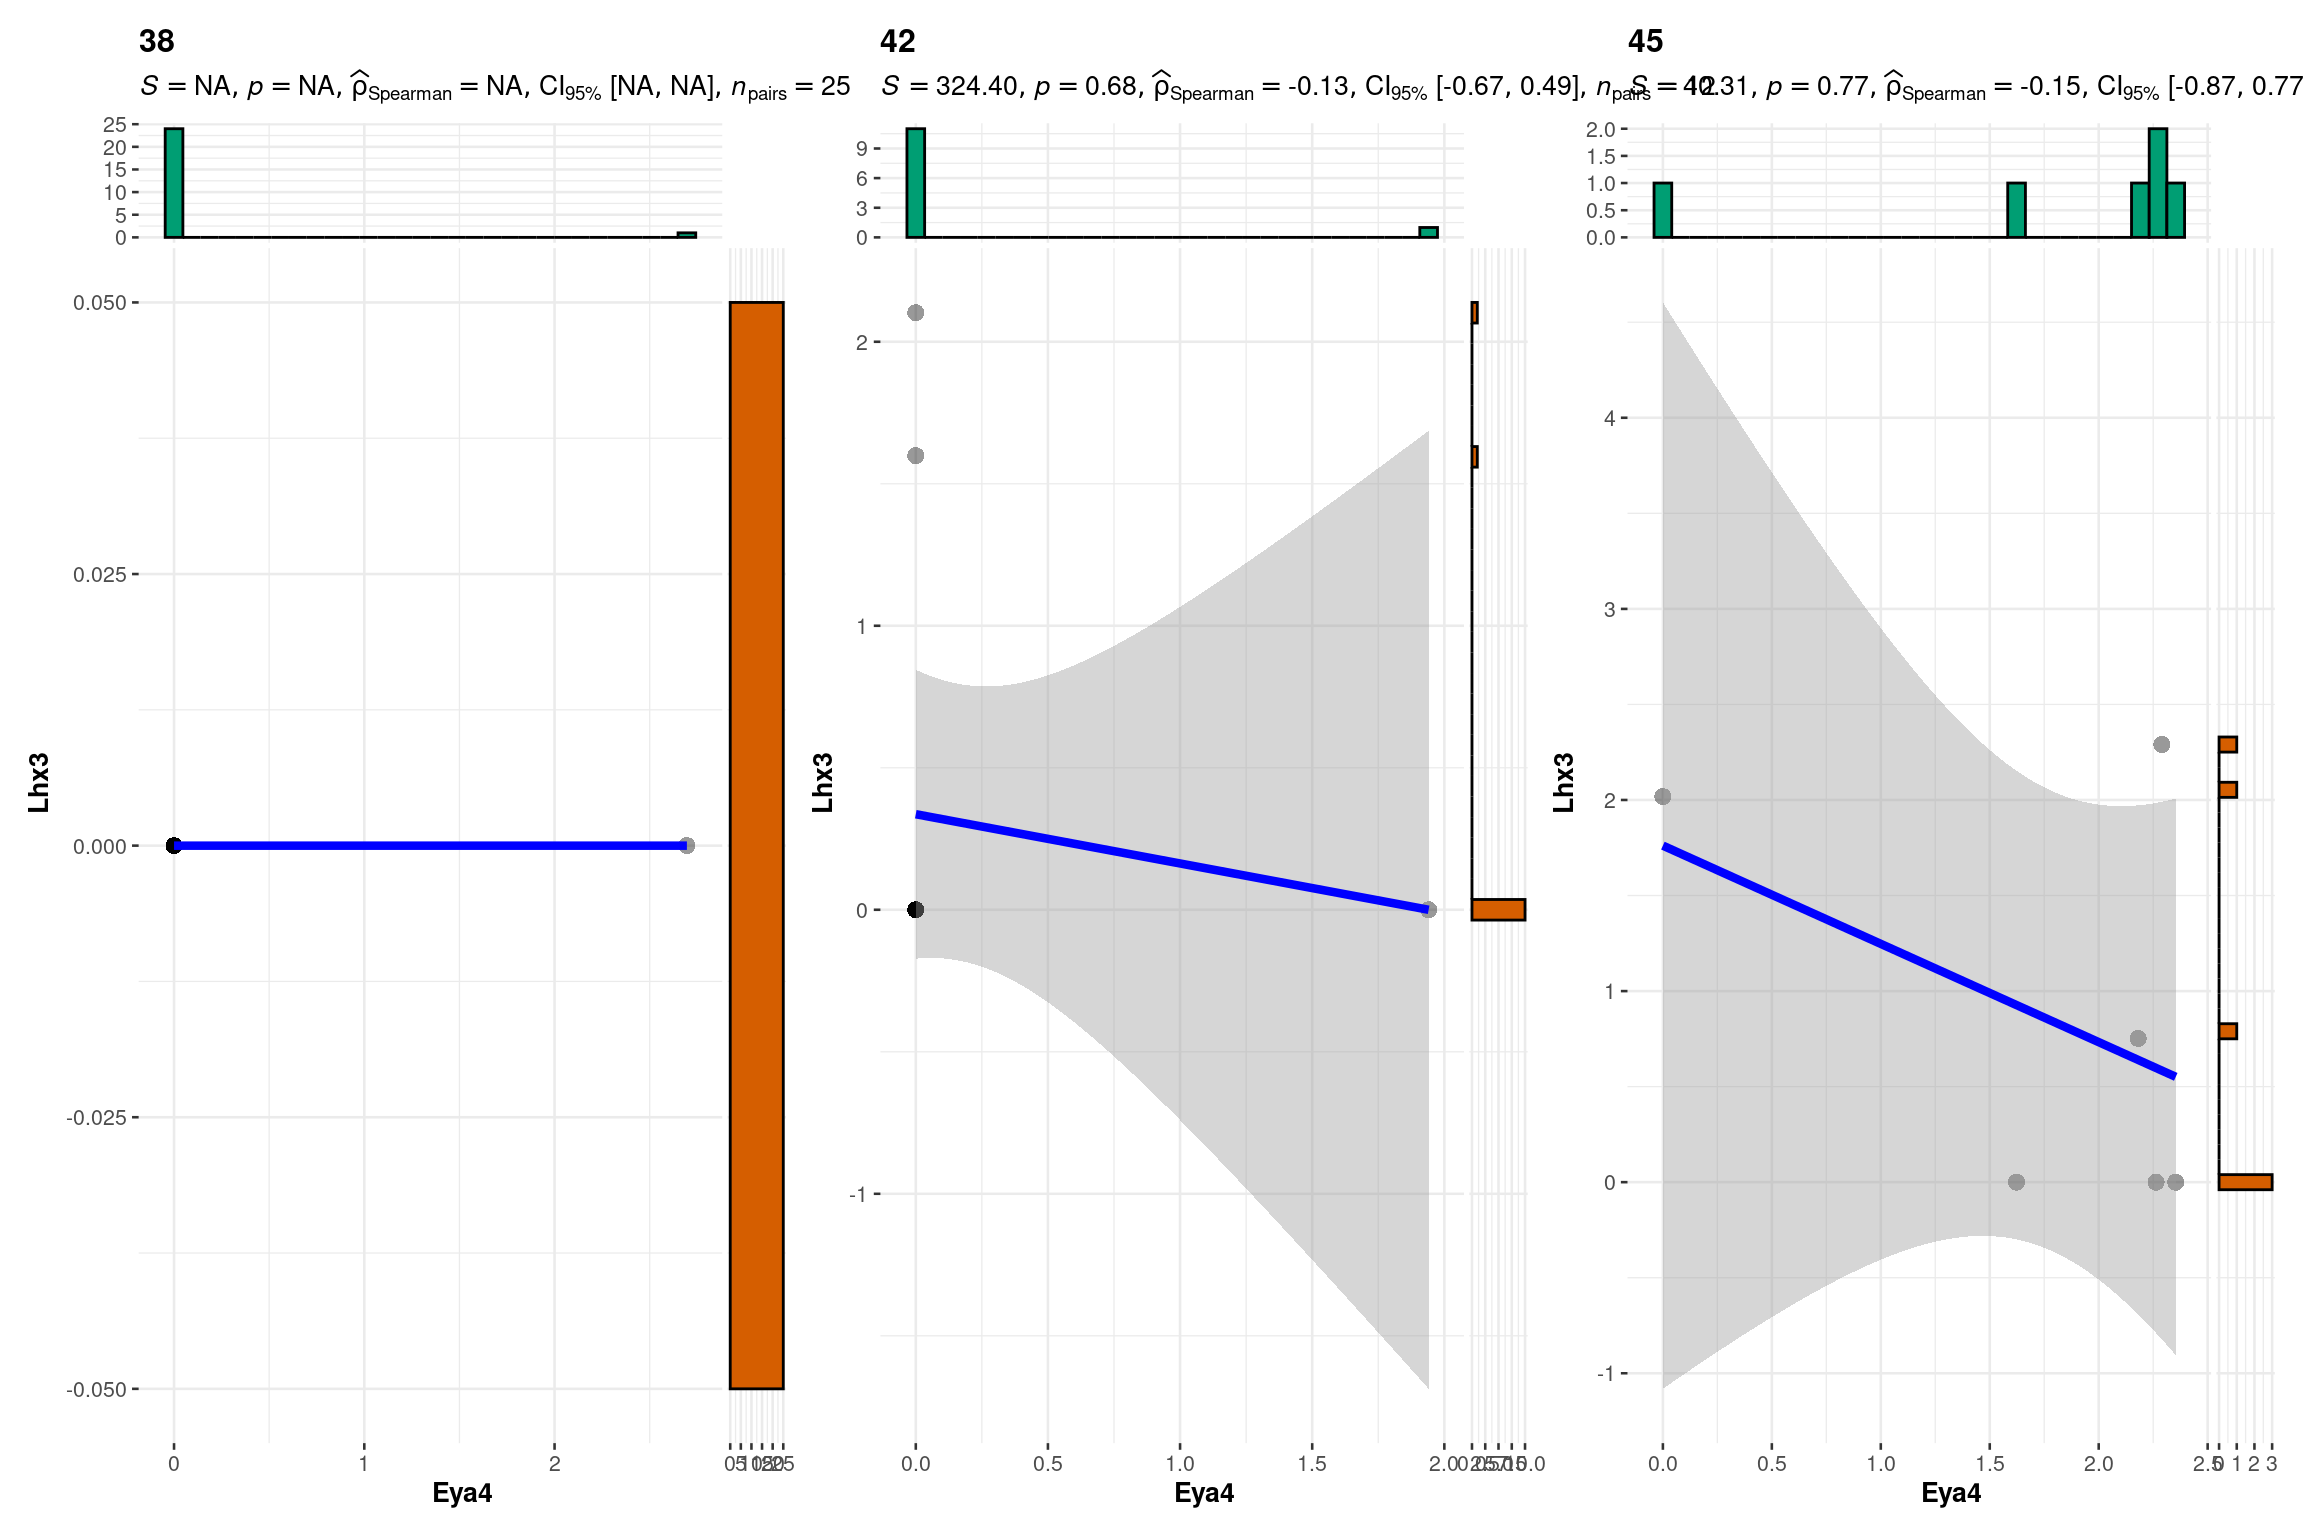 38
S = NA, p = NA, ρ̂Spearman = NA, CI95% [NA, NA], npairs = 25
25
20
15
10
5
0
0.050
0.025
0.000
-0.025
-0.050
Lhx3
0 1 2
Eya4
42
S = 324.40, p = 0.68, ρ̂Spearman = -0.13, CI95% [-0.67, 0.49], npairs =
9
6
3
0
2
1
0
-1
Lhx3
0.0 0.5 1.0 1.5 2.0
Eya4
45
S = 40.31, p = 0.77, ρ̂Spearman = -0.15, CI95% [-0.87, 0.77
2.0
1.5
1.0
0.5
0.0
4
3
2
1
0
-1
Lhx3
0.0 0.5 1.0 1.5 2.0 2.5
0 1 2 3
Eya4